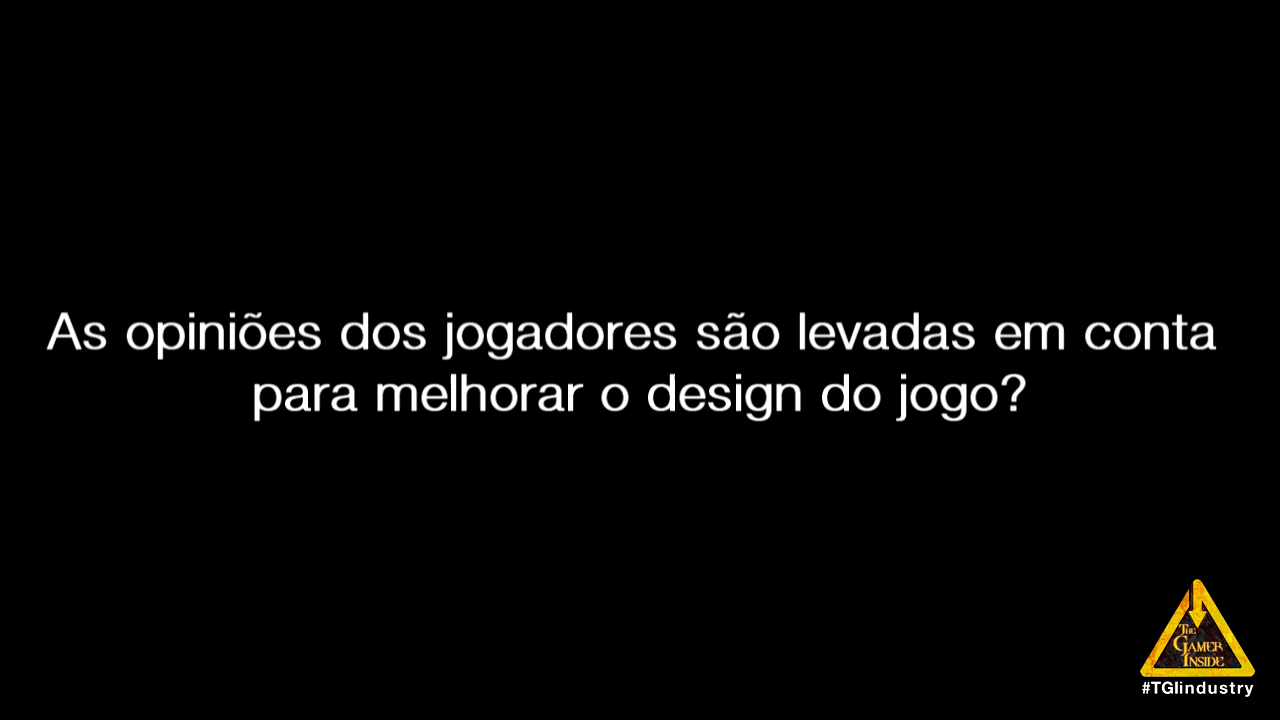 As opiniões dos jogadores são levadas em conta
para melhorar o design do jogo?
THE
GAMER
INSIDE
#TGIindustry